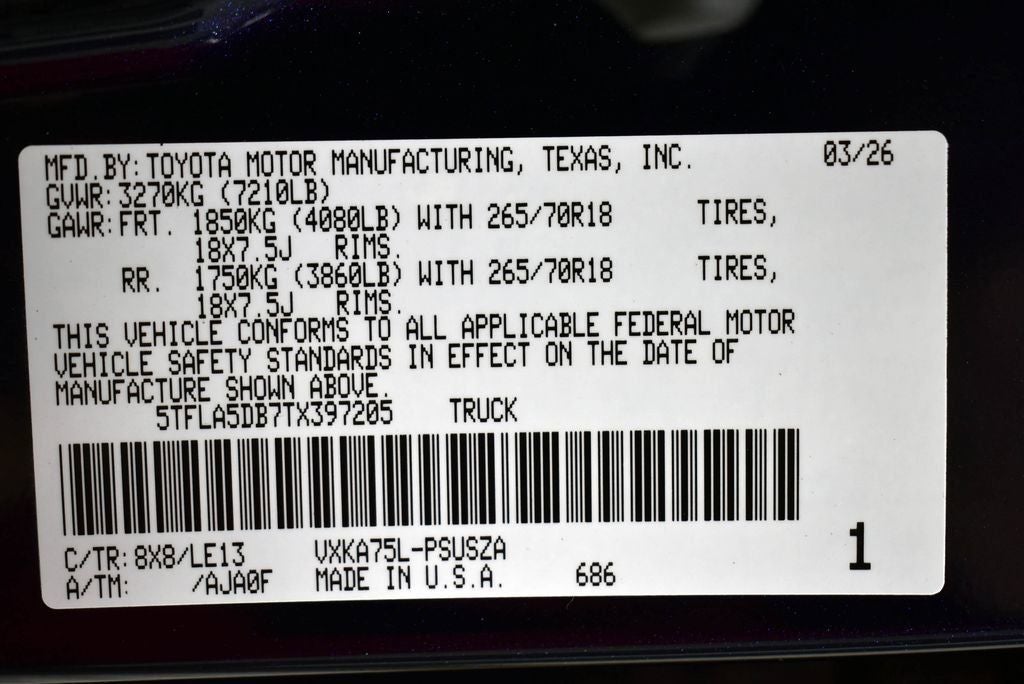 MFD.BY:TOYOTA MOTOR MANUFACTURING, TEXAS, INC. 03/26
GVWR:3270KG (7210LB)
GAWR:FRT. 1850KG (4080LB) WITH 265/70R18 TIRES,
18X7.5J RIMS.
RR. 1750KG (3860LB) WITH 265/70R18 TIRES,
18X7.5J RIMS.
THIS VEHICLE CONFORMS TO ALL APPLICABLE FEDERAL MOTOR
VEHICLE SAFETY STANDARDS IN EFFECT ON THE DATE OF
MANUFACTURE SHOWN ABOVE.
5TFLA5DB7TX397205 TRUCK
C/TR:8X8/LE13 VXKA75L-PSUSZA 1
A/TM: /AJA0F MADE IN U.S.A. 686